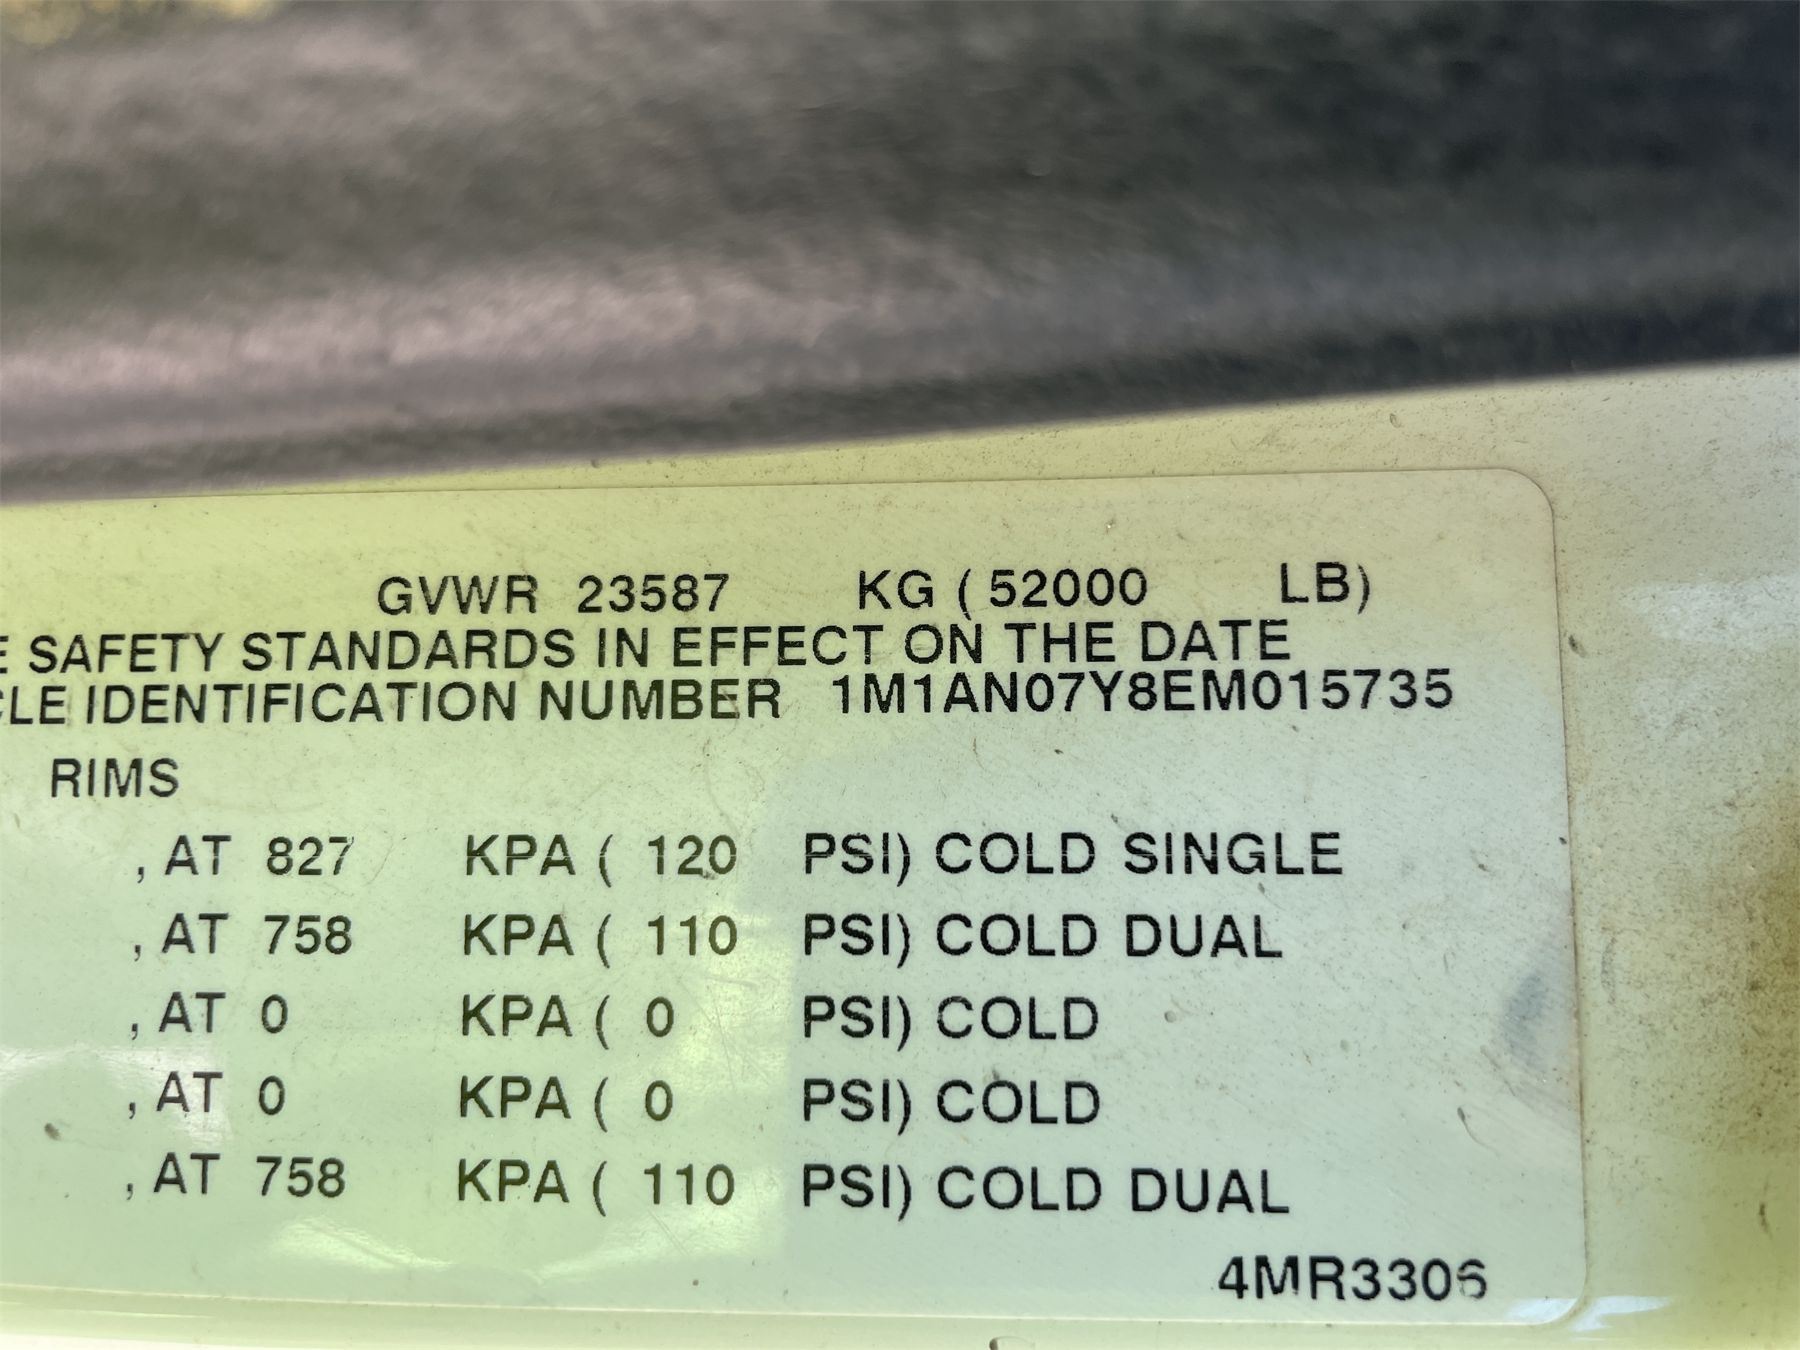 GVWR 23587 KG ( 52000 LB)
SAFETY STANDARDS IN EFFECT ON THE DATE
IDENTIFICATION NUMBER 1M1AN07Y8EM015735
RIMS
, AT 827 KPA ( 120 PSI) COLD SINGLE
, AT 758 KPA ( 110 PSI) COLD DUAL
, AT 0 KPA ( 0 PSI) COLD
, AT 0 KPA ( 0 PSI) COLD
, AT 758 KPA ( 110 PSI) COLD DUAL
4MR3306